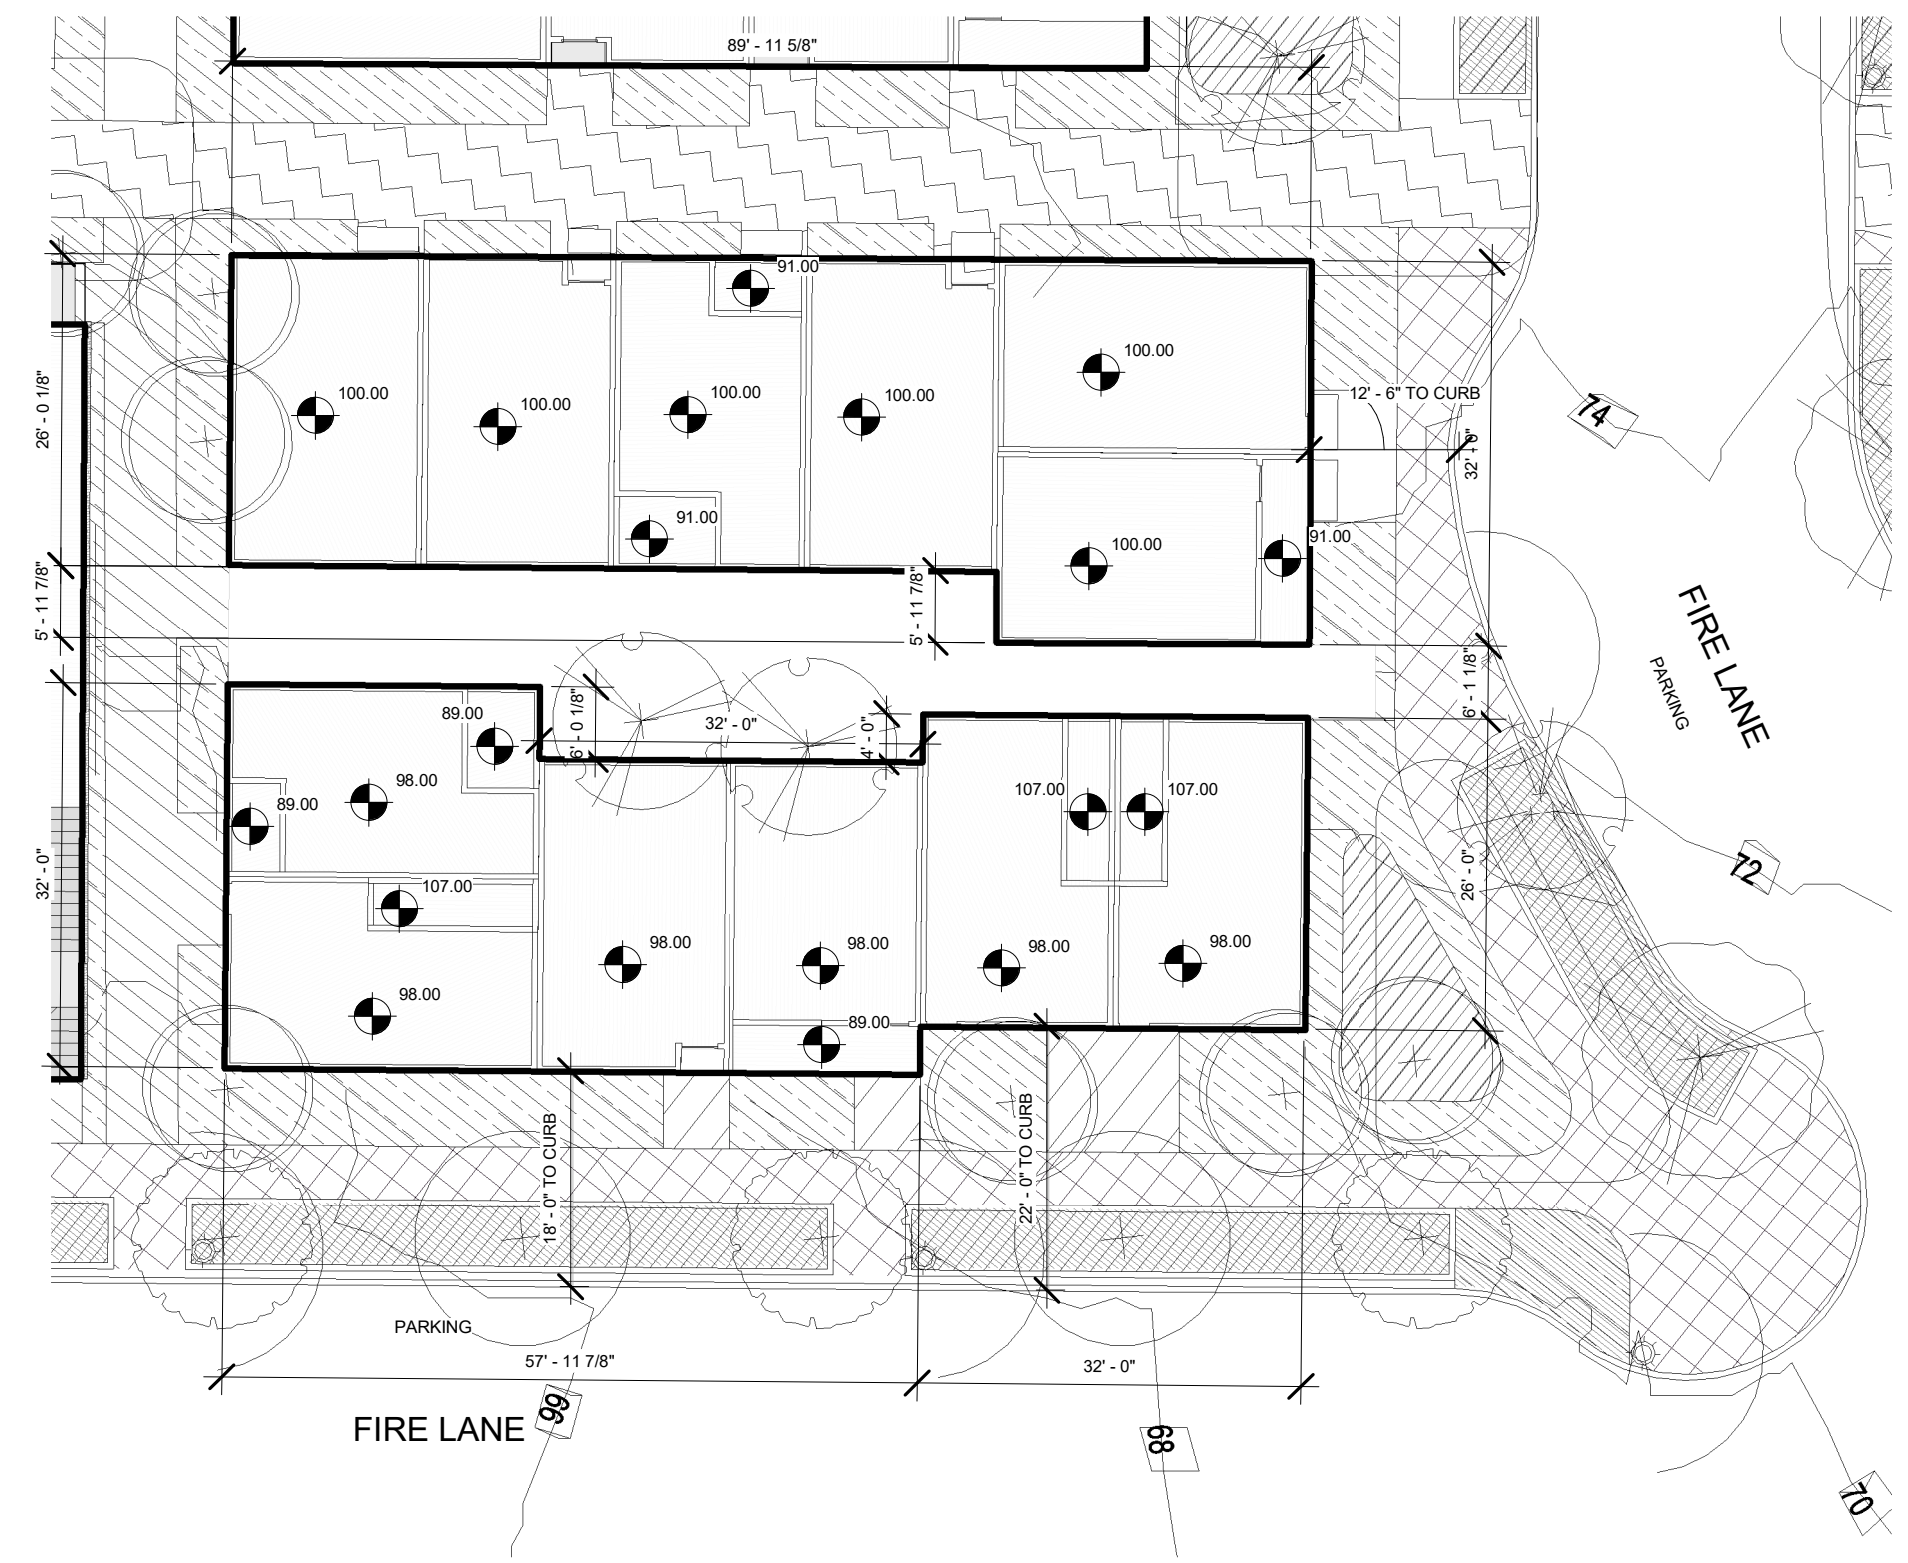 89' - 11 5/8"
91.00
100.00
100.00
100.00
100.00
100.00
12' - 6" TO CURB
74
26' - 0 1/8"
32' - 0"
91.00
91.00
100.00
5' - 11 7/8"
5' - 11 7/8"
FIRE LANE
PARKING
6' - 1 1/8"
89.00
6' - 0 1/8"
32' - 0"
4' - 0"
98.00
89.00
107.00
107.00
72
32' - 0"
107.00
26' - 0"
98.00
98.00
98.00
98.00
98.00
89.00
18' - 0" TO CURB
22' - 0" TO CURB
PARKING
57' - 11 7/8"
32' - 0"
FIRE LANE
66
68
70